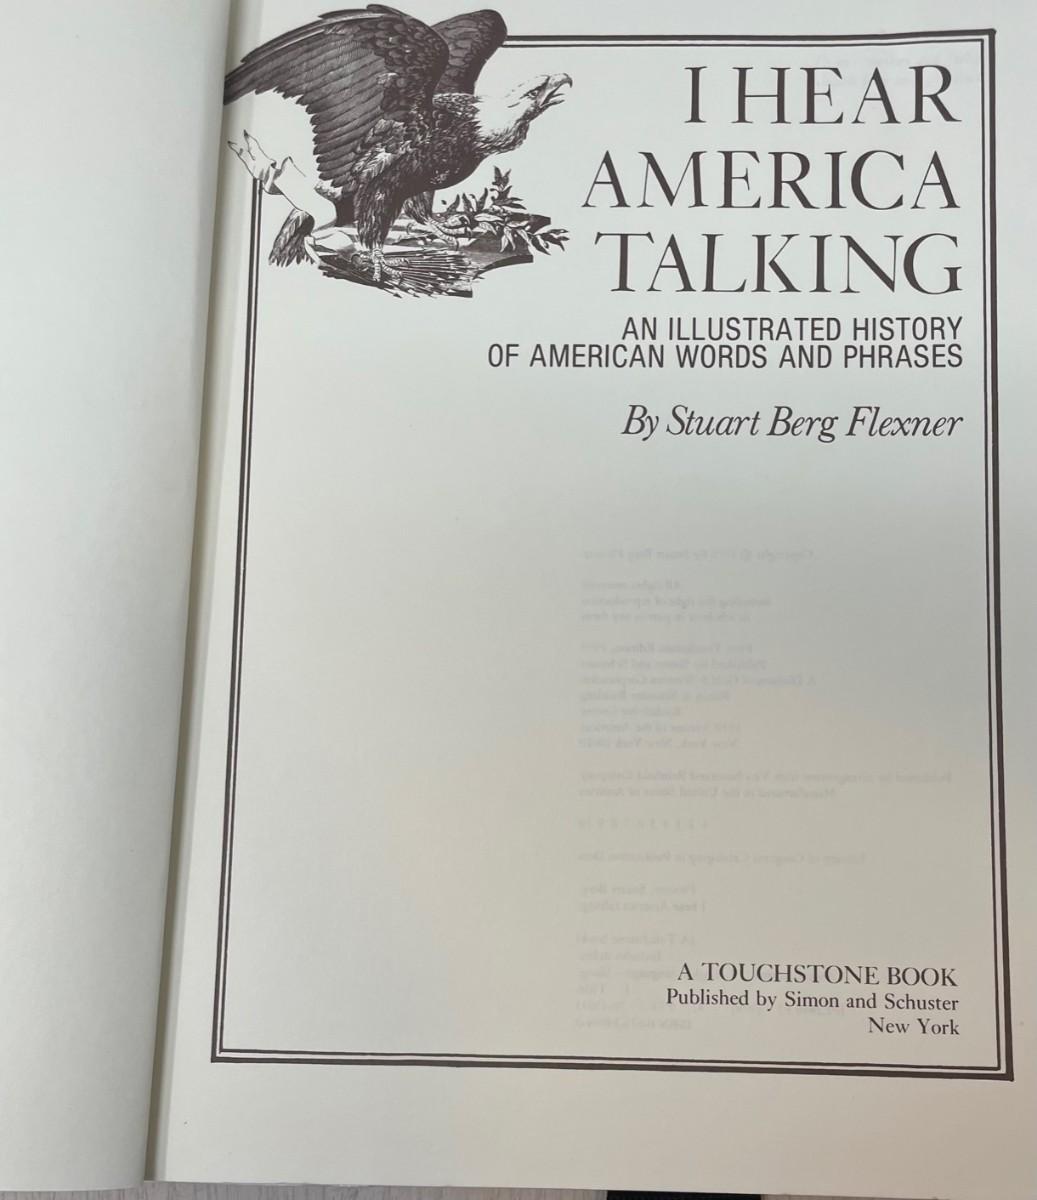 I HEAR
AMERICA
TALKING
AN ILLUSTRATED HISTORY
OF AMERICAN WORDS AND PHRASES
By Stuart Berg Flexner
A TOUCHSTONE BOOK
Published by Simon and Schuster
New York